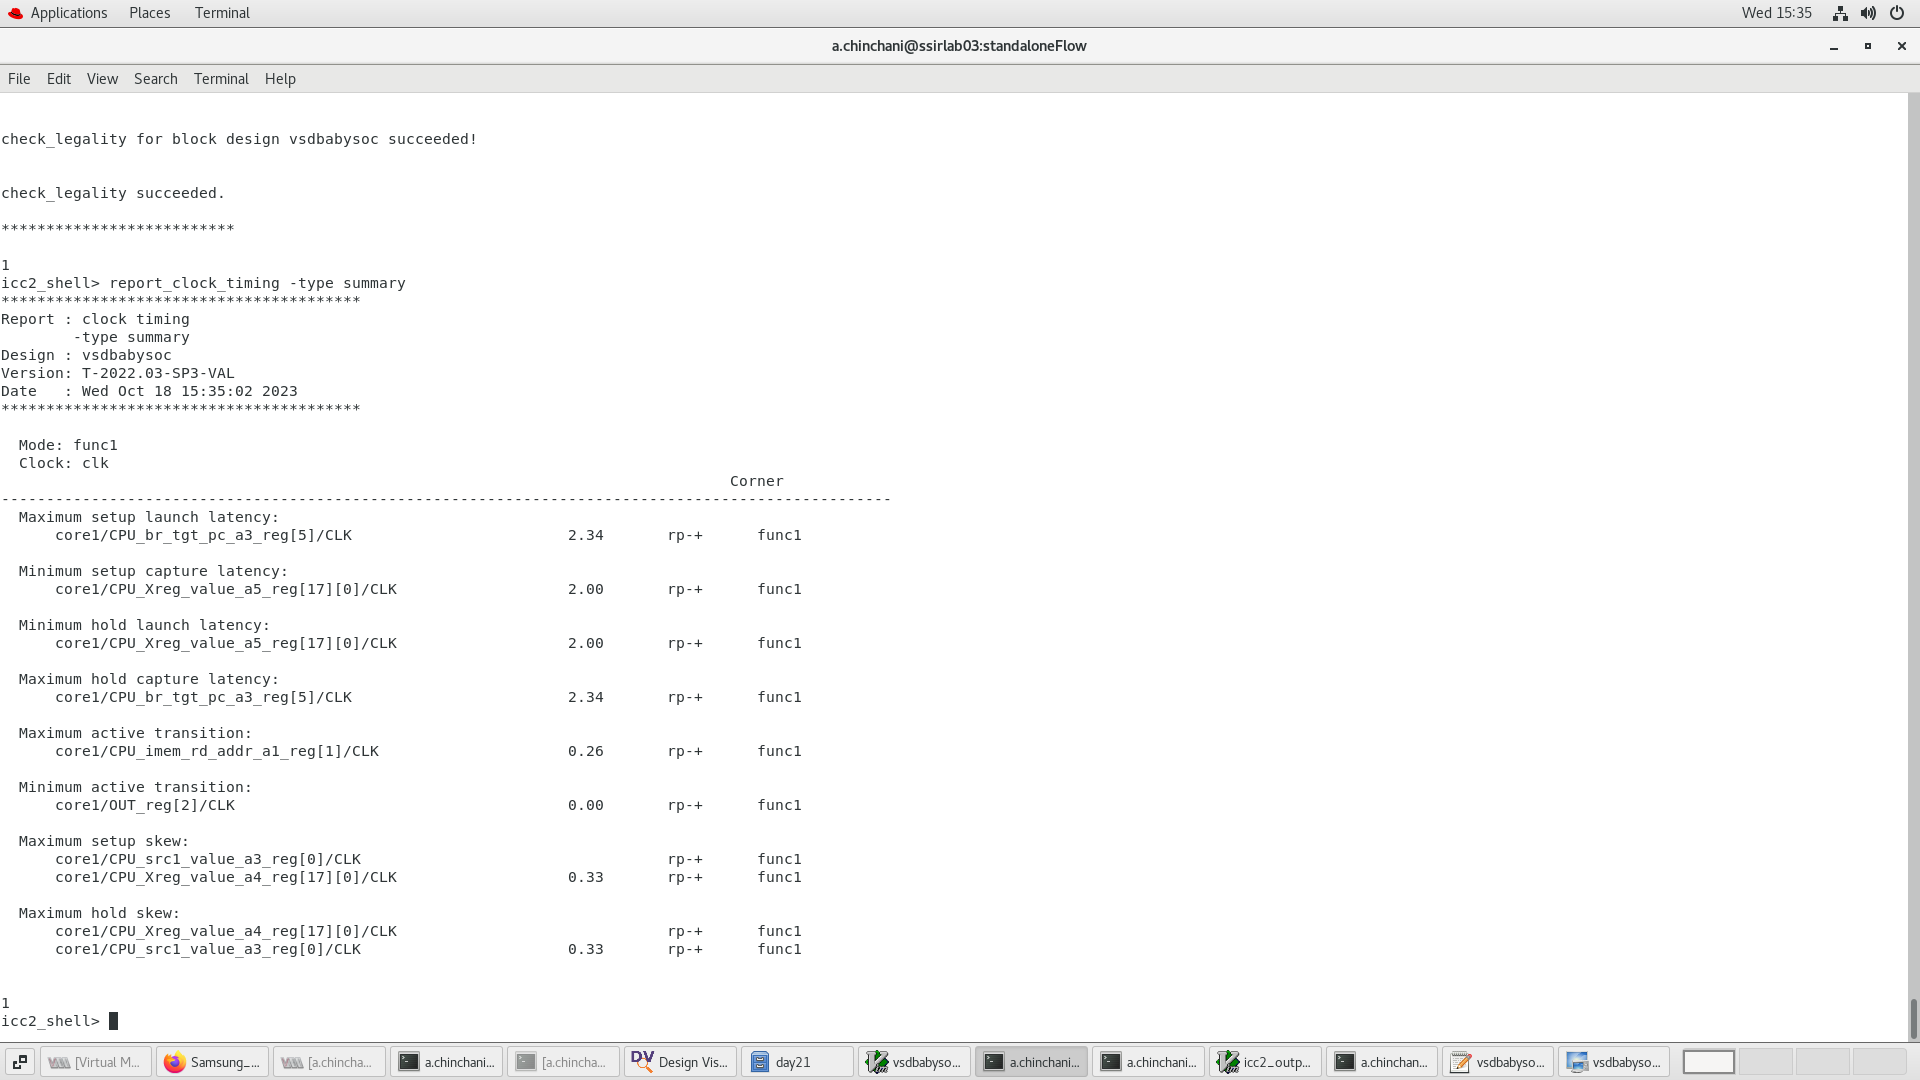 Applications Places Terminal Wed 15:35
a.chinchani@ssirlab03:standaloneFlow
File Edit View Search Terminal Help
check_legality for block design vsdbabysoc succeeded!
check_legality succeeded.
**************************
1
icc2_shell> report_clock_timing -type summary
****************************************
Report : clock timing
        -type summary
Design : vsdbabysoc
Version: T-2022.03-SP3-VAL
Date   : Wed Oct 18 15:35:02 2023
****************************************
  Mode: func1
  Clock: clk
                                                                                 Corner
---------------------------------------------------------------------------------------------------
  Maximum setup launch latency:
      core1/CPU_br_tgt_pc_a3_reg[5]/CLK                        2.34       rp-+      func1
  Minimum setup capture latency:
      core1/CPU_Xreg_value_a5_reg[17][0]/CLK                   2.00       rp-+      func1
  Minimum hold launch latency:
      core1/CPU_Xreg_value_a5_reg[17][0]/CLK                   2.00       rp-+      func1
  Maximum hold capture latency:
      core1/CPU_br_tgt_pc_a3_reg[5]/CLK                        2.34       rp-+      func1
  Maximum active transition:
      core1/CPU_imem_rd_addr_a1_reg[1]/CLK                     0.26       rp-+      func1
  Minimum active transition:
      core1/OUT_reg[2]/CLK                                     0.00       rp-+      func1
  Maximum setup skew:
      core1/CPU_src1_value_a3_reg[0]/CLK                                  rp-+      func1
      core1/CPU_Xreg_value_a4_reg[17][0]/CLK                   0.33       rp-+      func1
  Maximum hold skew:
      core1/CPU_Xreg_value_a4_reg[17][0]/CLK                              rp-+      func1
      core1/CPU_src1_value_a3_reg[0]/CLK                       0.33       rp-+      func1
1
icc2_shell>
[Virtual M... Samsung_... [a.chincha... a.chinchani... [a.chincha... DV Design Vis... day21 vsdbabyso... a.chinchani... a.chinchani... icc2_outp... a.chinchan... vsdbabyso... vsdbabyso...